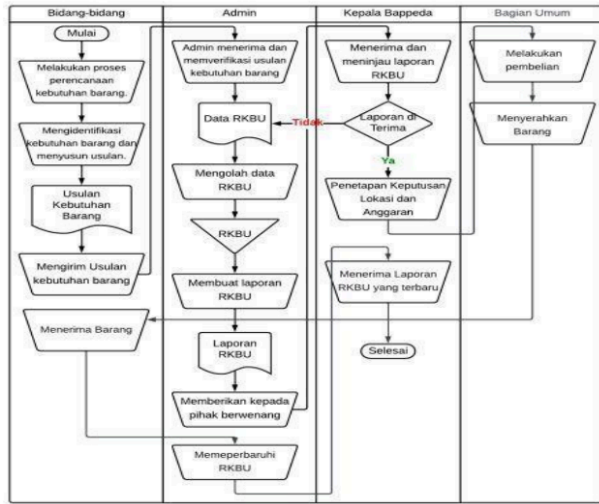 Bidang-bidang
Admin
Kepala Bappeda
Bagian Umum
Mulai
Melakukan proses
perencanaan
kebutuhan barang.
Mengidentifikasi
kebutuhan barang dan
menyusun usulan.
Usulan
Kebutuhan
Barang
Mengirim Usulan
kebutuhan barang
Menerima Barang
Admin menerima dan
memverifikasi usulan
kebutuhan barang
Data RKBU
Mengolah data
RKBU
RKBU
Membuat laporan
RKBU
Laporan
RKBU
Memberikan kepada
pihak berwenang
Memeperbaruhi
RKBU
Menerima dan
meninjau laporan
RKBU
Laporan di
Terima
Tidak
Ya
Penetapan Keputusan
Lokasi dan
Anggaran
Menerima Laporan
RKBU yang terbaru
Selesai
Melakukan
pembelian
Menyerahkan
Barang